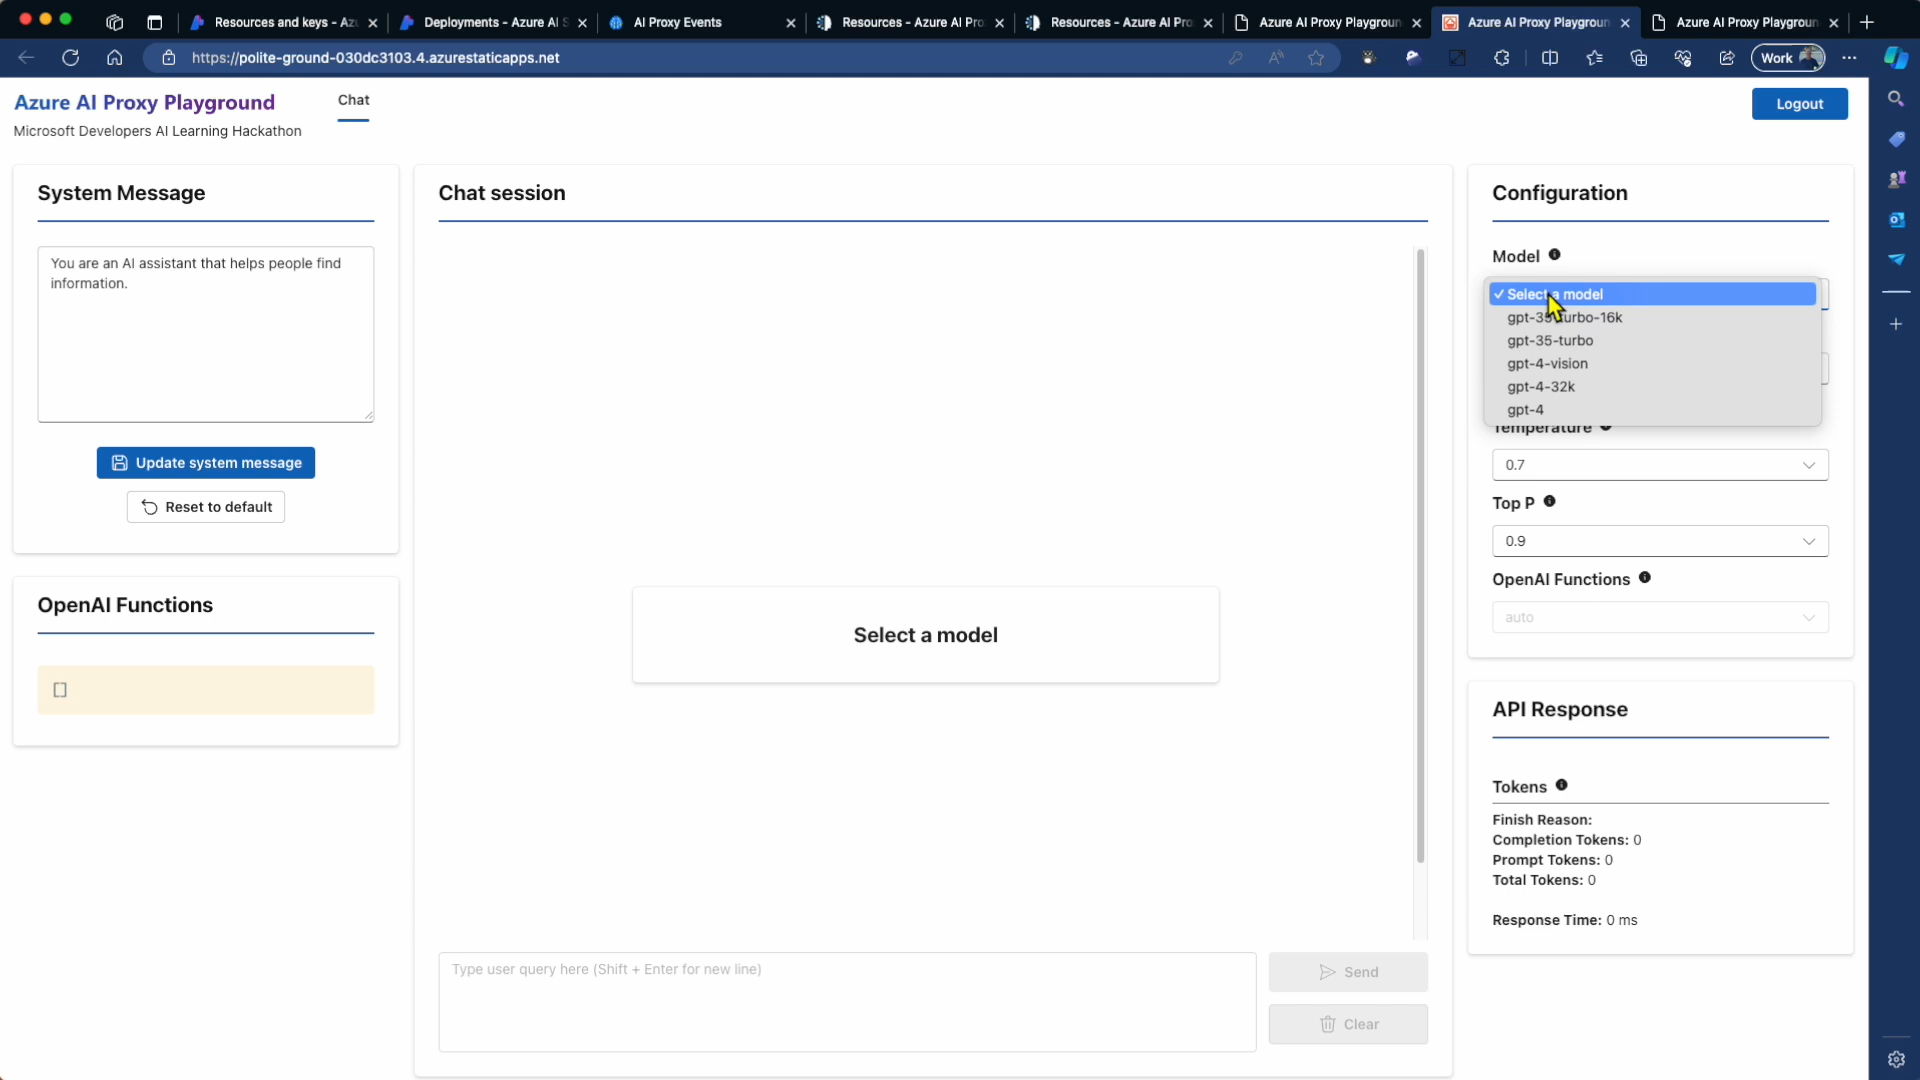 Resources and keys - Az
Deployments - Azure AI S
AI Proxy Events
Resources - Azure AI Pro
Resources - Azure AI Pro
Azure AI Proxy Playgroun
Azure AI Proxy Playgroun
Azure AI Proxy Playgroun
https://polite-ground-030dc3103.4.azurestaticapps.net
Work
Azure AI Proxy Playground
Chat
Logout
Microsoft Developers AI Learning Hackathon
System Message
You are an AI assistant that helps people find
information.
Update system message
Reset to default
OpenAI Functions
[]
Chat session
Select a model
Type user query here (Shift + Enter for new line)
Send
Clear
Configuration
Model
Select a model
gpt-35-turbo-16k
gpt-35-turbo
gpt-4-vision
gpt-4-32k
gpt-4
Temperature
0.7
Top P
0.9
OpenAI Functions
auto
API Response
Tokens
Finish Reason:
Completion Tokens: 0
Prompt Tokens: 0
Total Tokens: 0
Response Time: 0 ms